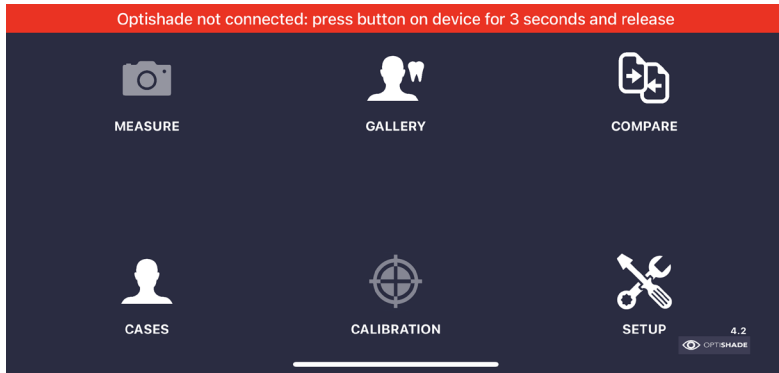 Optishade not connected: press button on device for 3 seconds and release
MEASURE
GALLERY
COMPARE
CASES
CALIBRATION
SETUP
4.2
OPTISHADE